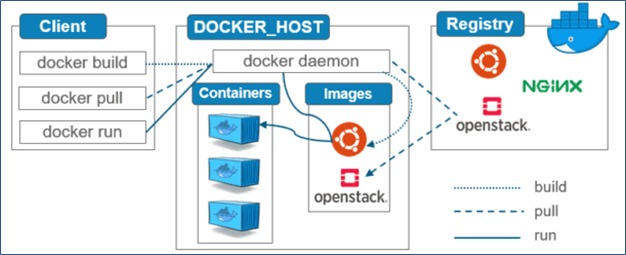 Client
docker build
docker pull
docker run
DOCKER_HOST
docker daemon
Containers
Images
openstack.
Registry
NGINX
openstack.
build
pull
run